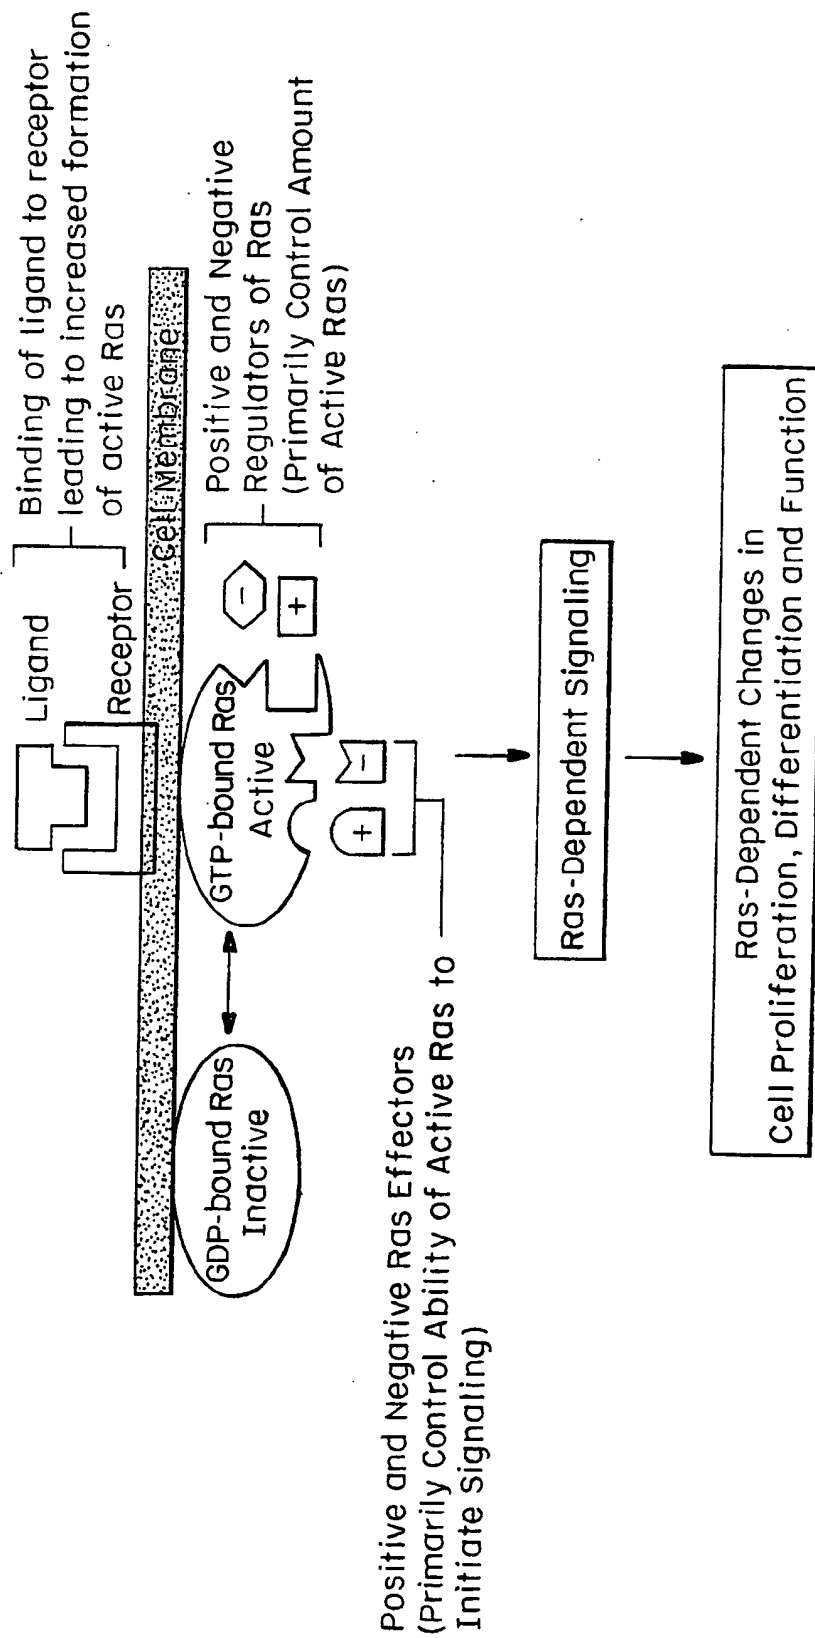 Ligand
Receptor
Binding of ligand to receptor
leading to increased formation
of active Ras
Cell Membrane
GDP-bound Ras
Inactive
GTP-bound Ras
Active
-
+
Positive and Negative
Regulators of Ras
(Primarily Control Amount
of Active Ras)
+
-
Positive and Negative Ras Effectors
(Primarily Control Ability of Active Ras to
Initiate Signaling)
Ras-Dependent Signaling
Ras-Dependent Changes in
Cell Proliferation, Differentiation and Function